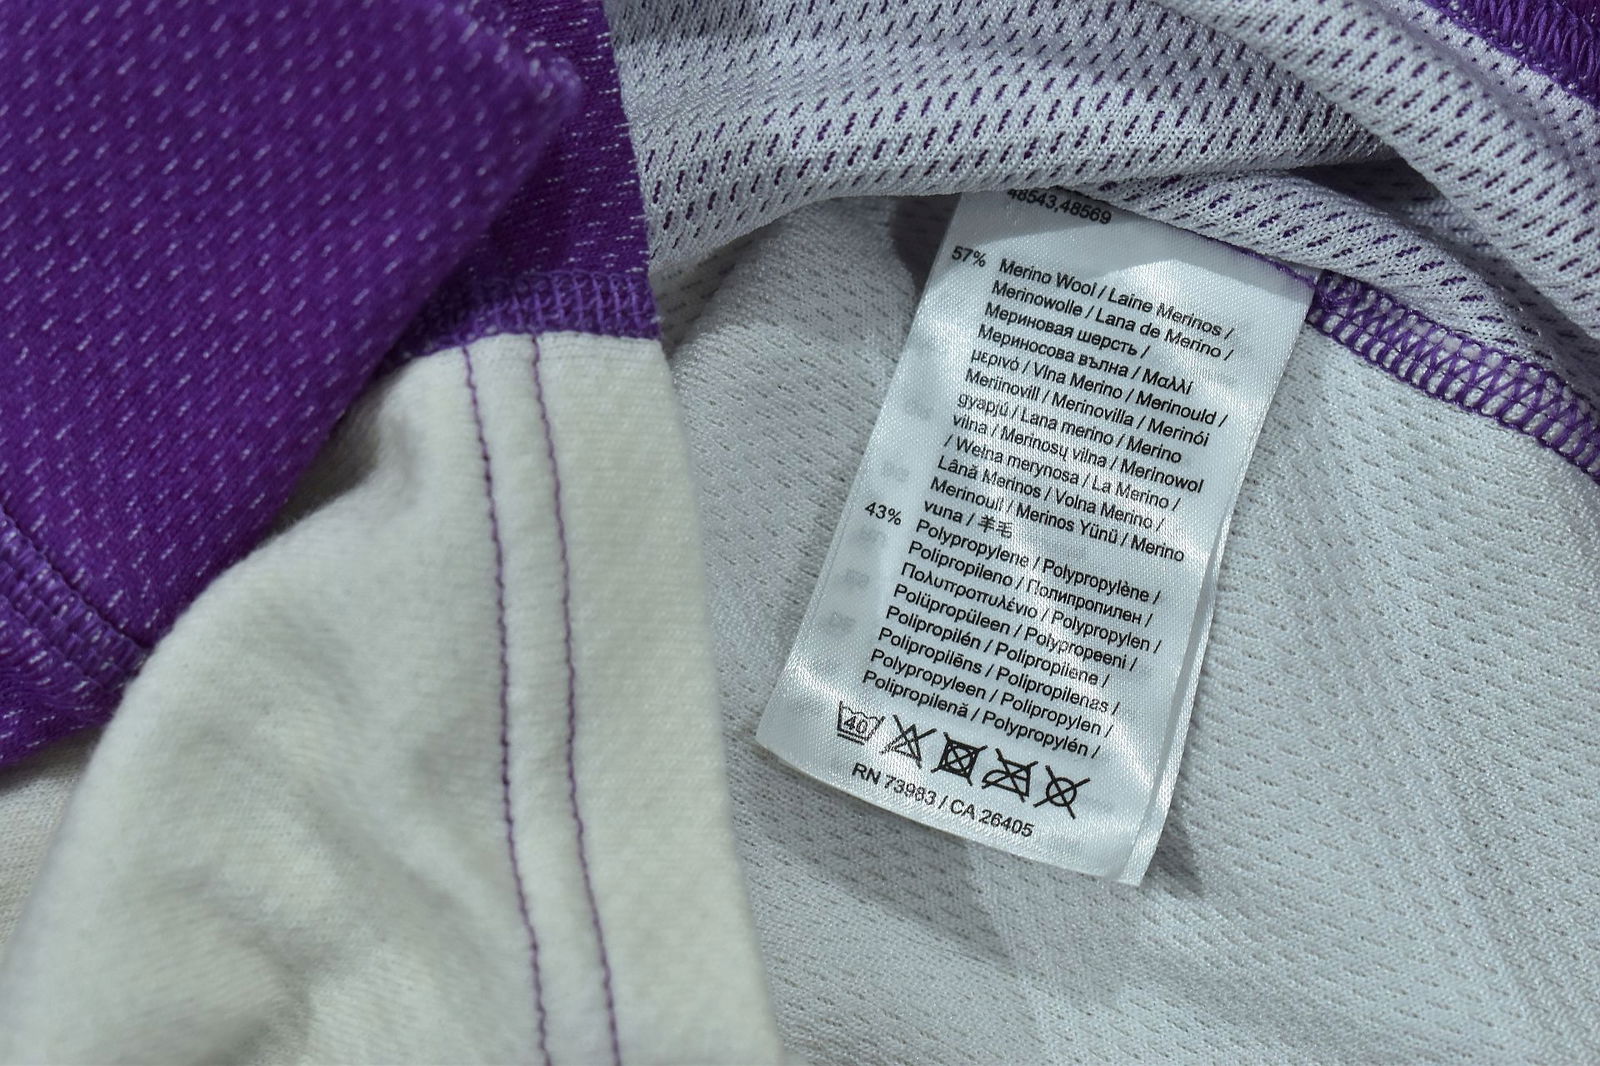 48543,48569
57% Merino Wool / Laine Merinos /
Merinowolle / Lana de Merino /
Мериновая шерсть /
Мериносова вълна / Μαλλί
μερινό / Vlna Merino / Merinould /
Meriinovill / Merinovilla / Merinói
gyapjú / Lana merino / Merino
vilna / Merinosų vilna / Merinowol
/ Wełna merynosa / La Merino /
Lână Merinos / Volna Merino /
Merinoull / Merinos Yünü / Merino
vuna / 羊毛
43% Polypropylene / Polypropylène /
Polipropileno / Полипропилен /
Πολυπροπυλένιο / Polypropylen /
Polüpropüleen / Polypropeeni /
Polipropilén / Polipropilene /
Polipropilēns / Polipropilenas /
Polypropyleen / Polipropylen /
Polipropilenă / Polypropylén /
40
RN 73983 / CA 26405